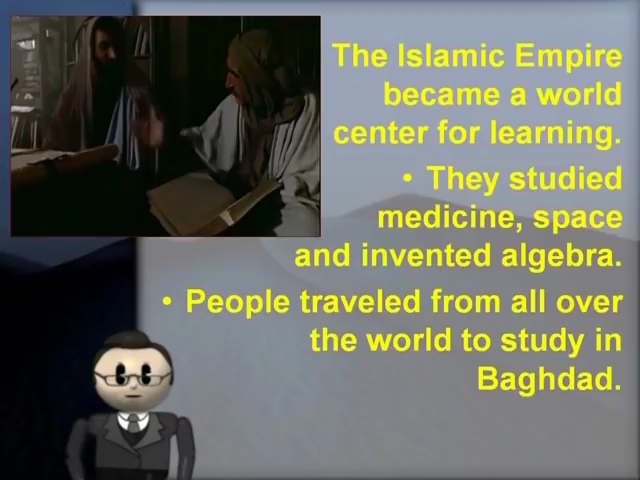 The Islamic Empire
became a world
center for learning.
• They studied
medicine, space
and invented algebra.
• People traveled from all over
the world to study in
Baghdad.